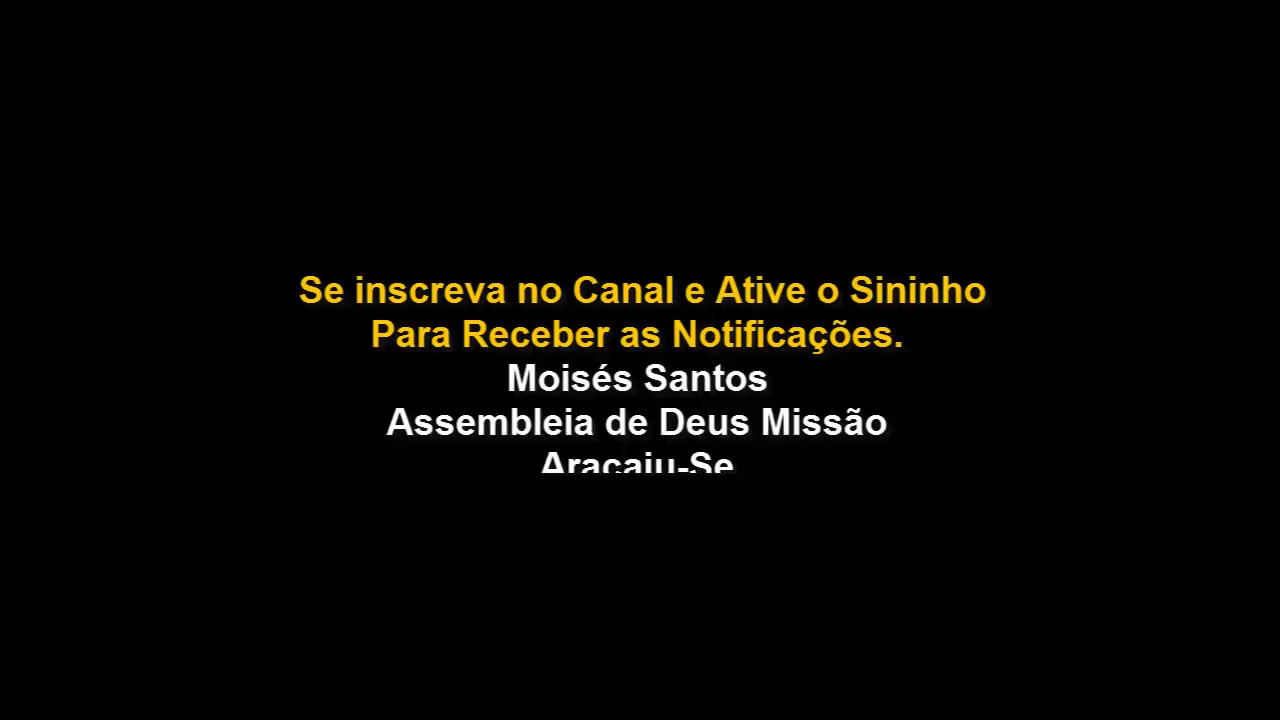 Se inscreva no Canal e Ative o Sininho
Para Receber as Notificações.
Moisés Santos
Assembleia de Deus Missão
Aracaju-Se